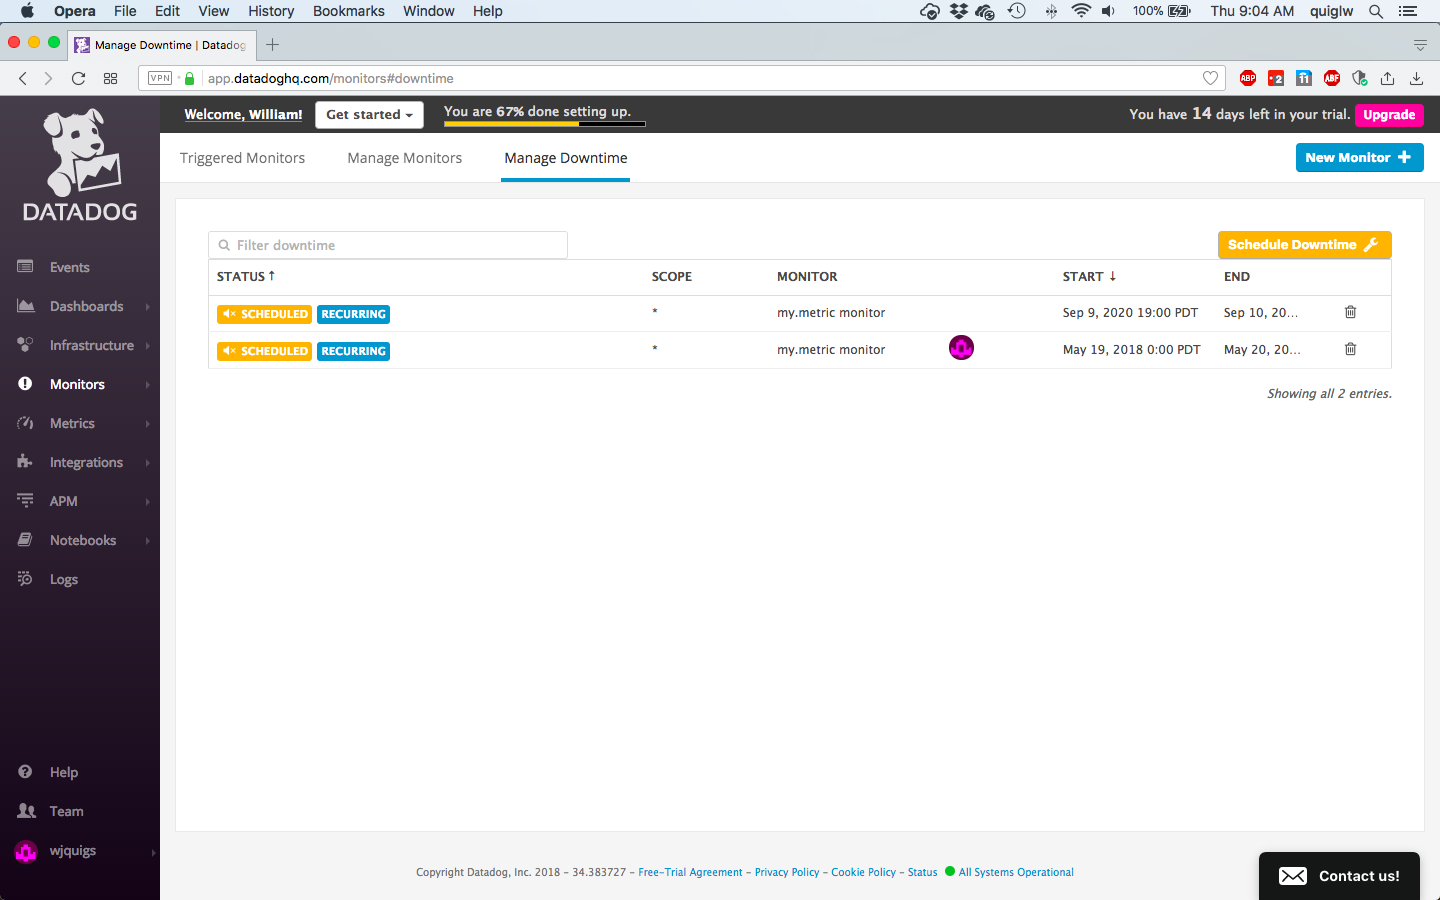 Opera File Edit View History Bookmarks Window Help 100% Thu 9:04 AM quiglw
Manage Downtime | Datadog
VPN app.datadoghq.com/monitors#downtime ABP 2 ABF
Welcome, William! Get started You are 67% done setting up. You have 14 days left in your trial. Upgrade
DATADOG
Triggered Monitors Manage Monitors Manage Downtime New Monitor +
Events
Dashboards
Infrastructure
Monitors
Metrics
Integrations
APM
Notebooks
Logs
Help
Team
wjquigs
Filter downtime Schedule Downtime
STATUS ↑ SCOPE MONITOR START ↓ END
SCHEDULED RECURRING * my.metric monitor Sep 9, 2020 19:00 PDT Sep 10, 20...
SCHEDULED RECURRING * my.metric monitor May 19, 2018 0:00 PDT May 20, 20...
Showing all 2 entries.
Copyright Datadog, Inc. 2018 - 34.383727 - Free-Trial Agreement - Privacy Policy - Cookie Policy - Status All Systems Operational
Contact us!